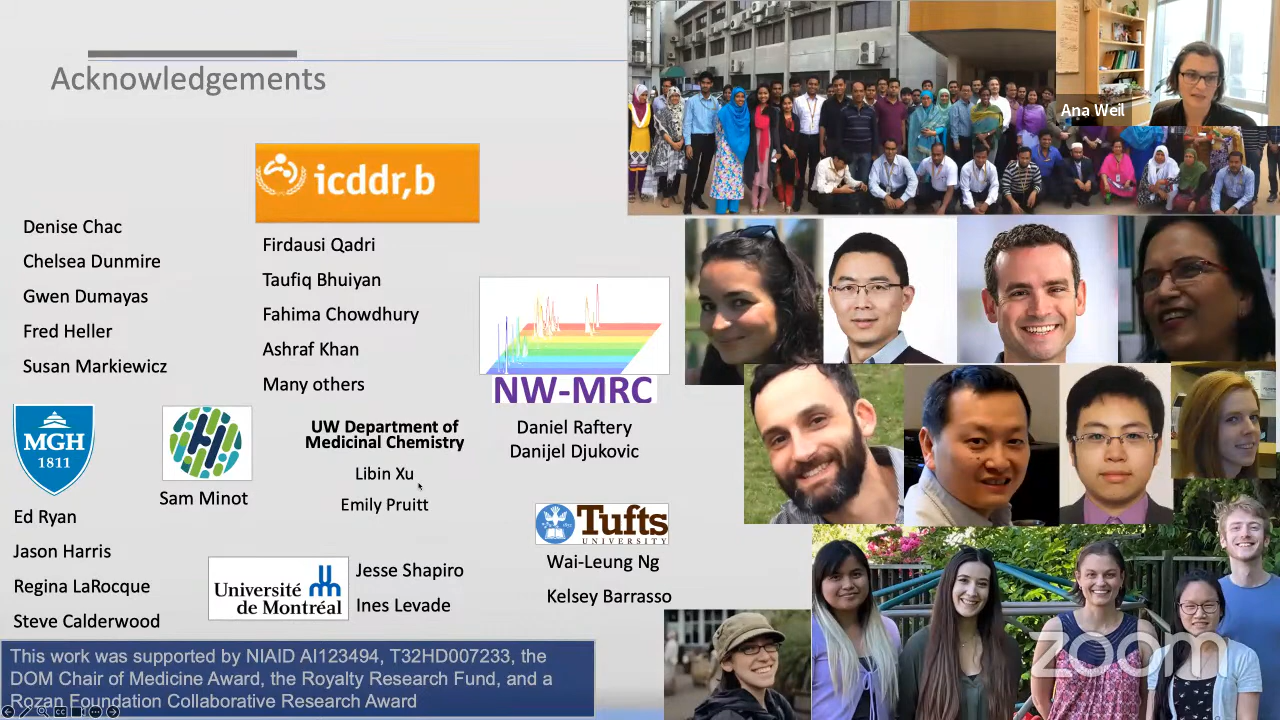 Acknowledgements
Ana Weil
icddr,b
Denise Chac
Chelsea Dunmire
Gwen Dumayas
Fred Heller
Susan Markiewicz
Firdausi Qadri
Taufiq Bhuiyan
Fahima Chowdhury
Ashraf Khan
Many others
NW-MRC
Daniel Raftery
Danijel Djukovic
MGH
1811
Sam Minot
UW Department of
Medicinal Chemistry
Libin Xu
Emily Pruitt
Ed Ryan
Jason Harris
Regina LaRocque
Steve Calderwood
Université
de Montréal
Jesse Shapiro
Ines Levade
Tufts
UNIVERSITY
Wai-Leung Ng
Kelsey Barrasso
This work was supported by NIAID AI123494, T32HD007233, the
DOM Chair of Medicine Award, the Royalty Research Fund, and a
Rozan Foundation Collaborative Research Award
zoom